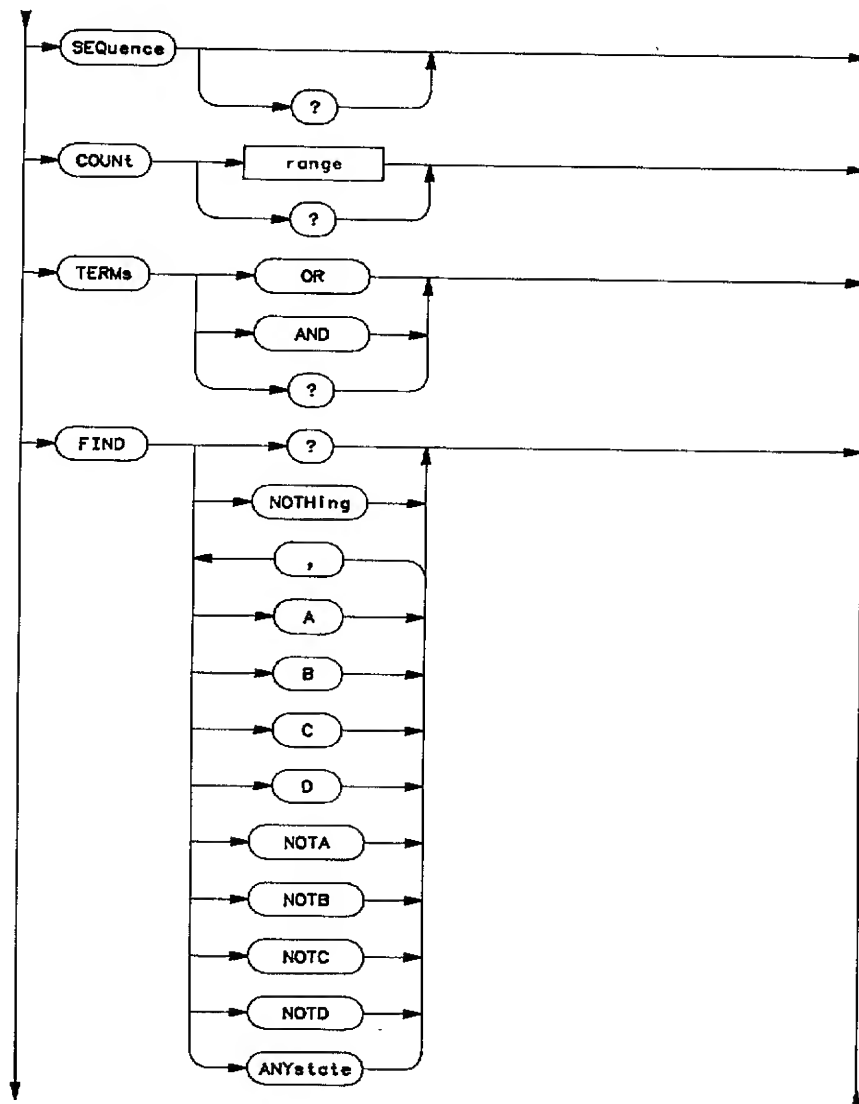 SEQuence
?
COUNt
range
?
TERMs
OR
AND
?
FIND
?
NOTHing
,
A
B
C
D
NOTA
NOTB
NOTC
NOTD
ANYstate